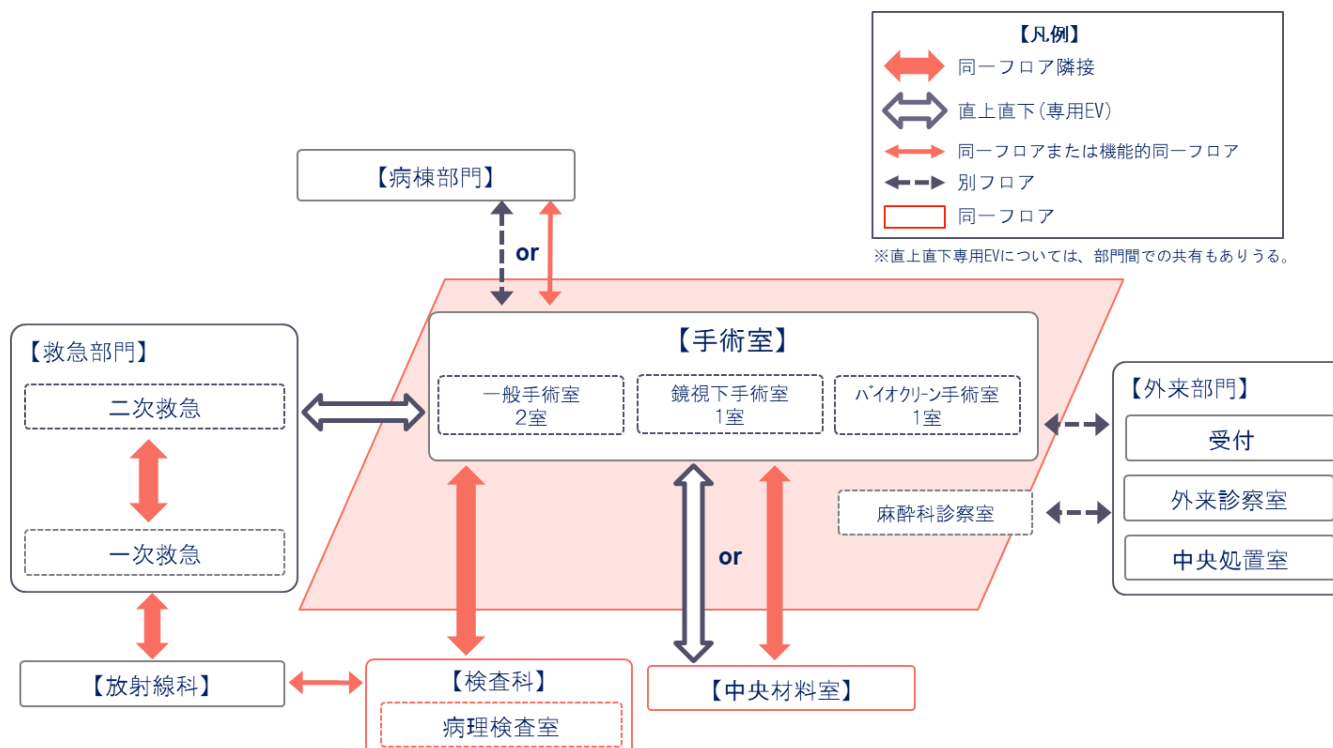 【凡例】
同一フロア隣接
直上直下(専用EV)
同一フロアまたは機能的同一フロア
別フロア
同一フロア
※直上直下専用EVについては、部門間での共有もありうる。
【病棟部門】
or
【手術室】
一般手術室
2室
鏡視下手術室
1室
バイオクリーン手術室
1室
【救急部門】
二次救急
一次救急
【外来部門】
受付
外来診察室
中央処置室
麻酔科診察室
or
【放射線科】
【検査科】
病理検査室
【中央材料室】